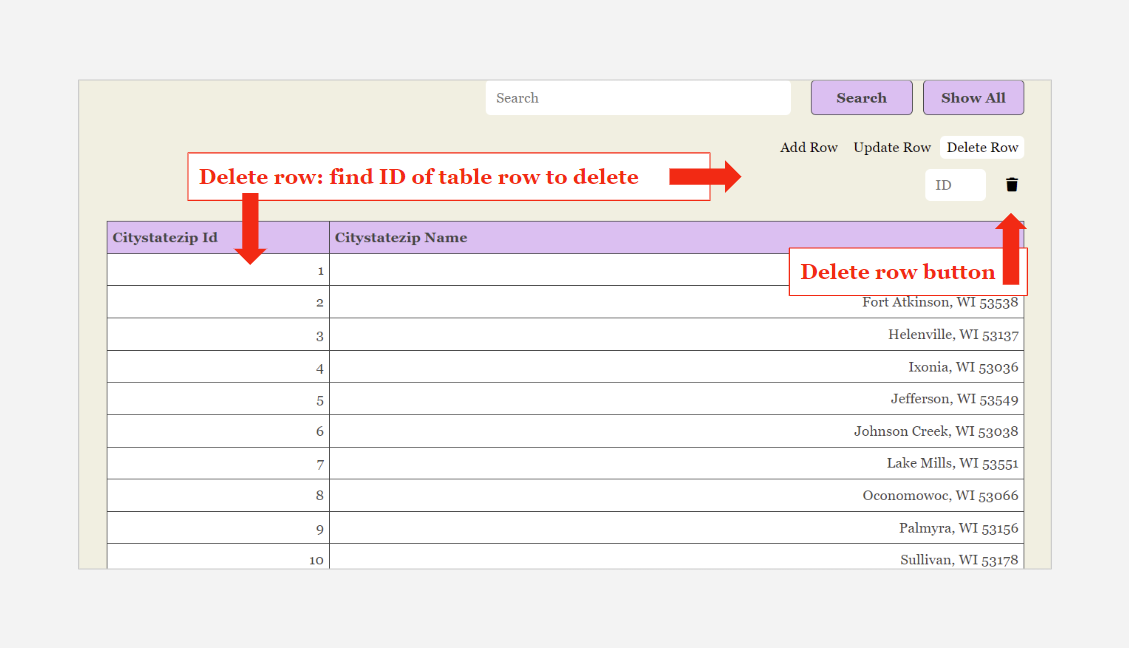 Search Search Show All
Add Row Update Row Delete Row
Delete row: find ID of table row to delete
ID
Citystatezip Id Citystatezip Name
Delete row button
1
2 Fort Atkinson, WI 53538
3 Helenville, WI 53137
4 Ixonia, WI 53036
5 Jefferson, WI 53549
6 Johnson Creek, WI 53038
7 Lake Mills, WI 53551
8 Oconomowoc, WI 53066
9 Palmyra, WI 53156
10 Sullivan, WI 53178